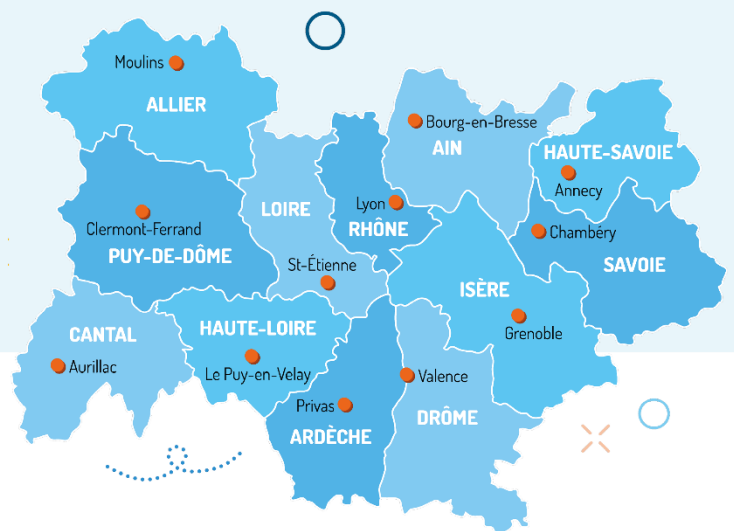 Moulins
ALLIER
Bourg-en-Bresse
AIN
HAUTE-SAVOIE
Annecy
Clermont-Ferrand
PUY-DE-DÔME
LOIRE
St-Étienne
Lyon
RHÔNE
Chambéry
SAVOIE
ISÈRE
Grenoble
CANTAL
Aurillac
HAUTE-LOIRE
Le Puy-en-Velay
Privas
ARDÈCHE
Valence
DRÔME